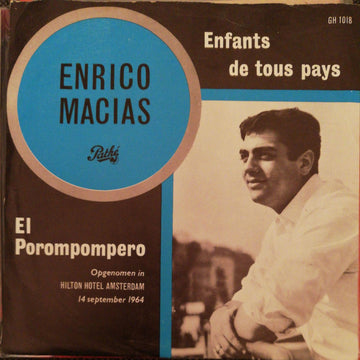 GH 1018
Enfants
de tous pays
ENRICO
MACIAS
Pathé
El
Porompompero
Opgenomen in
HILTON HOTEL AMSTERDAM
14 september 1964